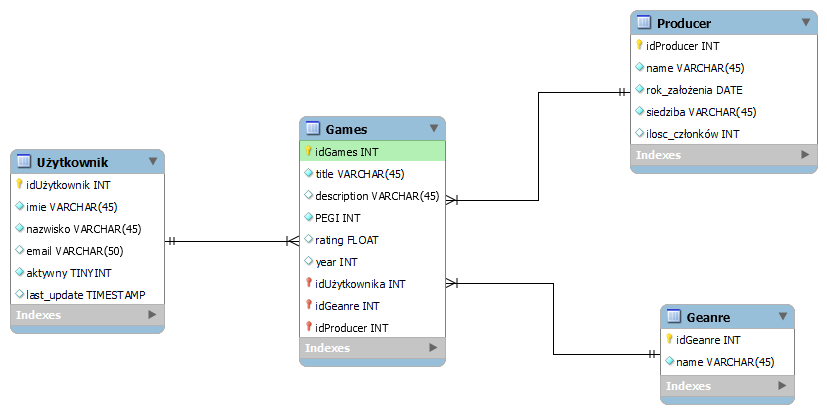 Użytkownik
idUżytkownik INT
imie VARCHAR(45)
nazwisko VARCHAR(45)
email VARCHAR(50)
aktywny TINYINT
last_update TIMESTAMP
Indexes
Games
idGames INT
title VARCHAR(45)
description VARCHAR(45)
PEGI INT
rating FLOAT
year INT
idUżytkownika INT
idGeanre INT
idProducer INT
Indexes
Producer
idProducer INT
name VARCHAR(45)
rok_założenia DATE
siedziba VARCHAR(45)
ilosc_członków INT
Indexes
Geanre
idGeanre INT
name VARCHAR(45)
Indexes